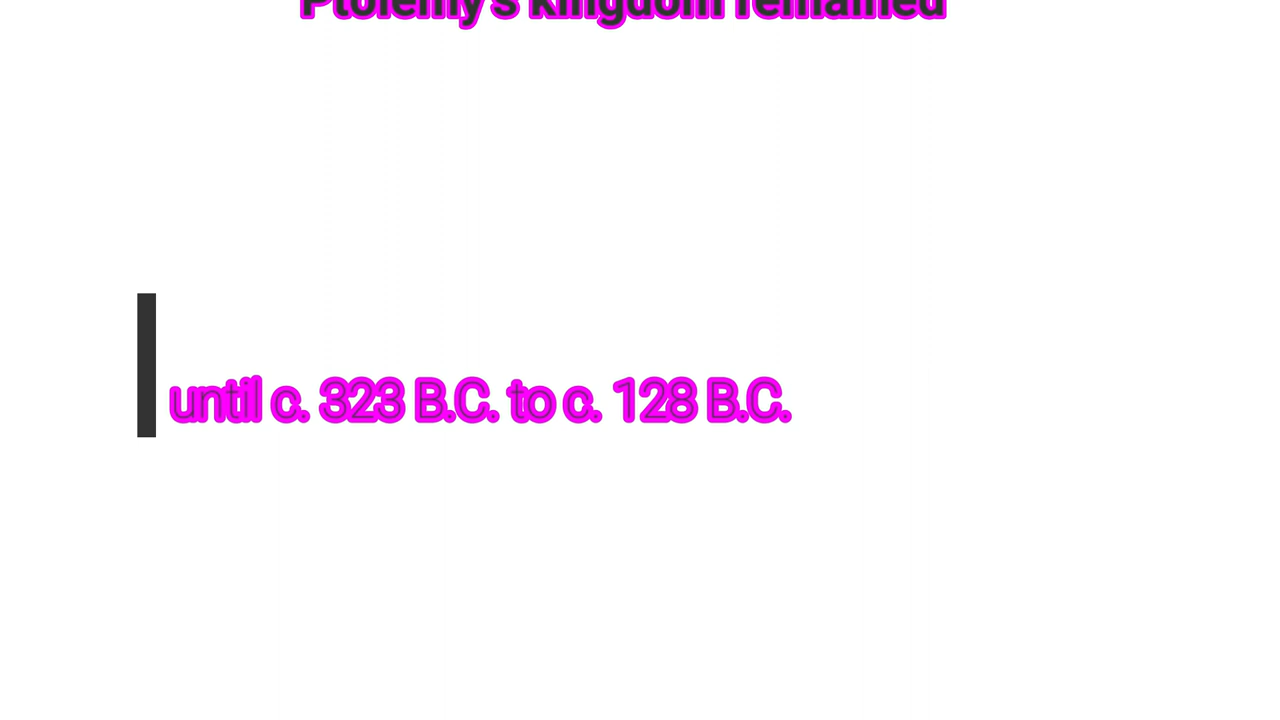 Ptolemy's kingdom remained
until c. 323 B.C. to c. 128 B.C.